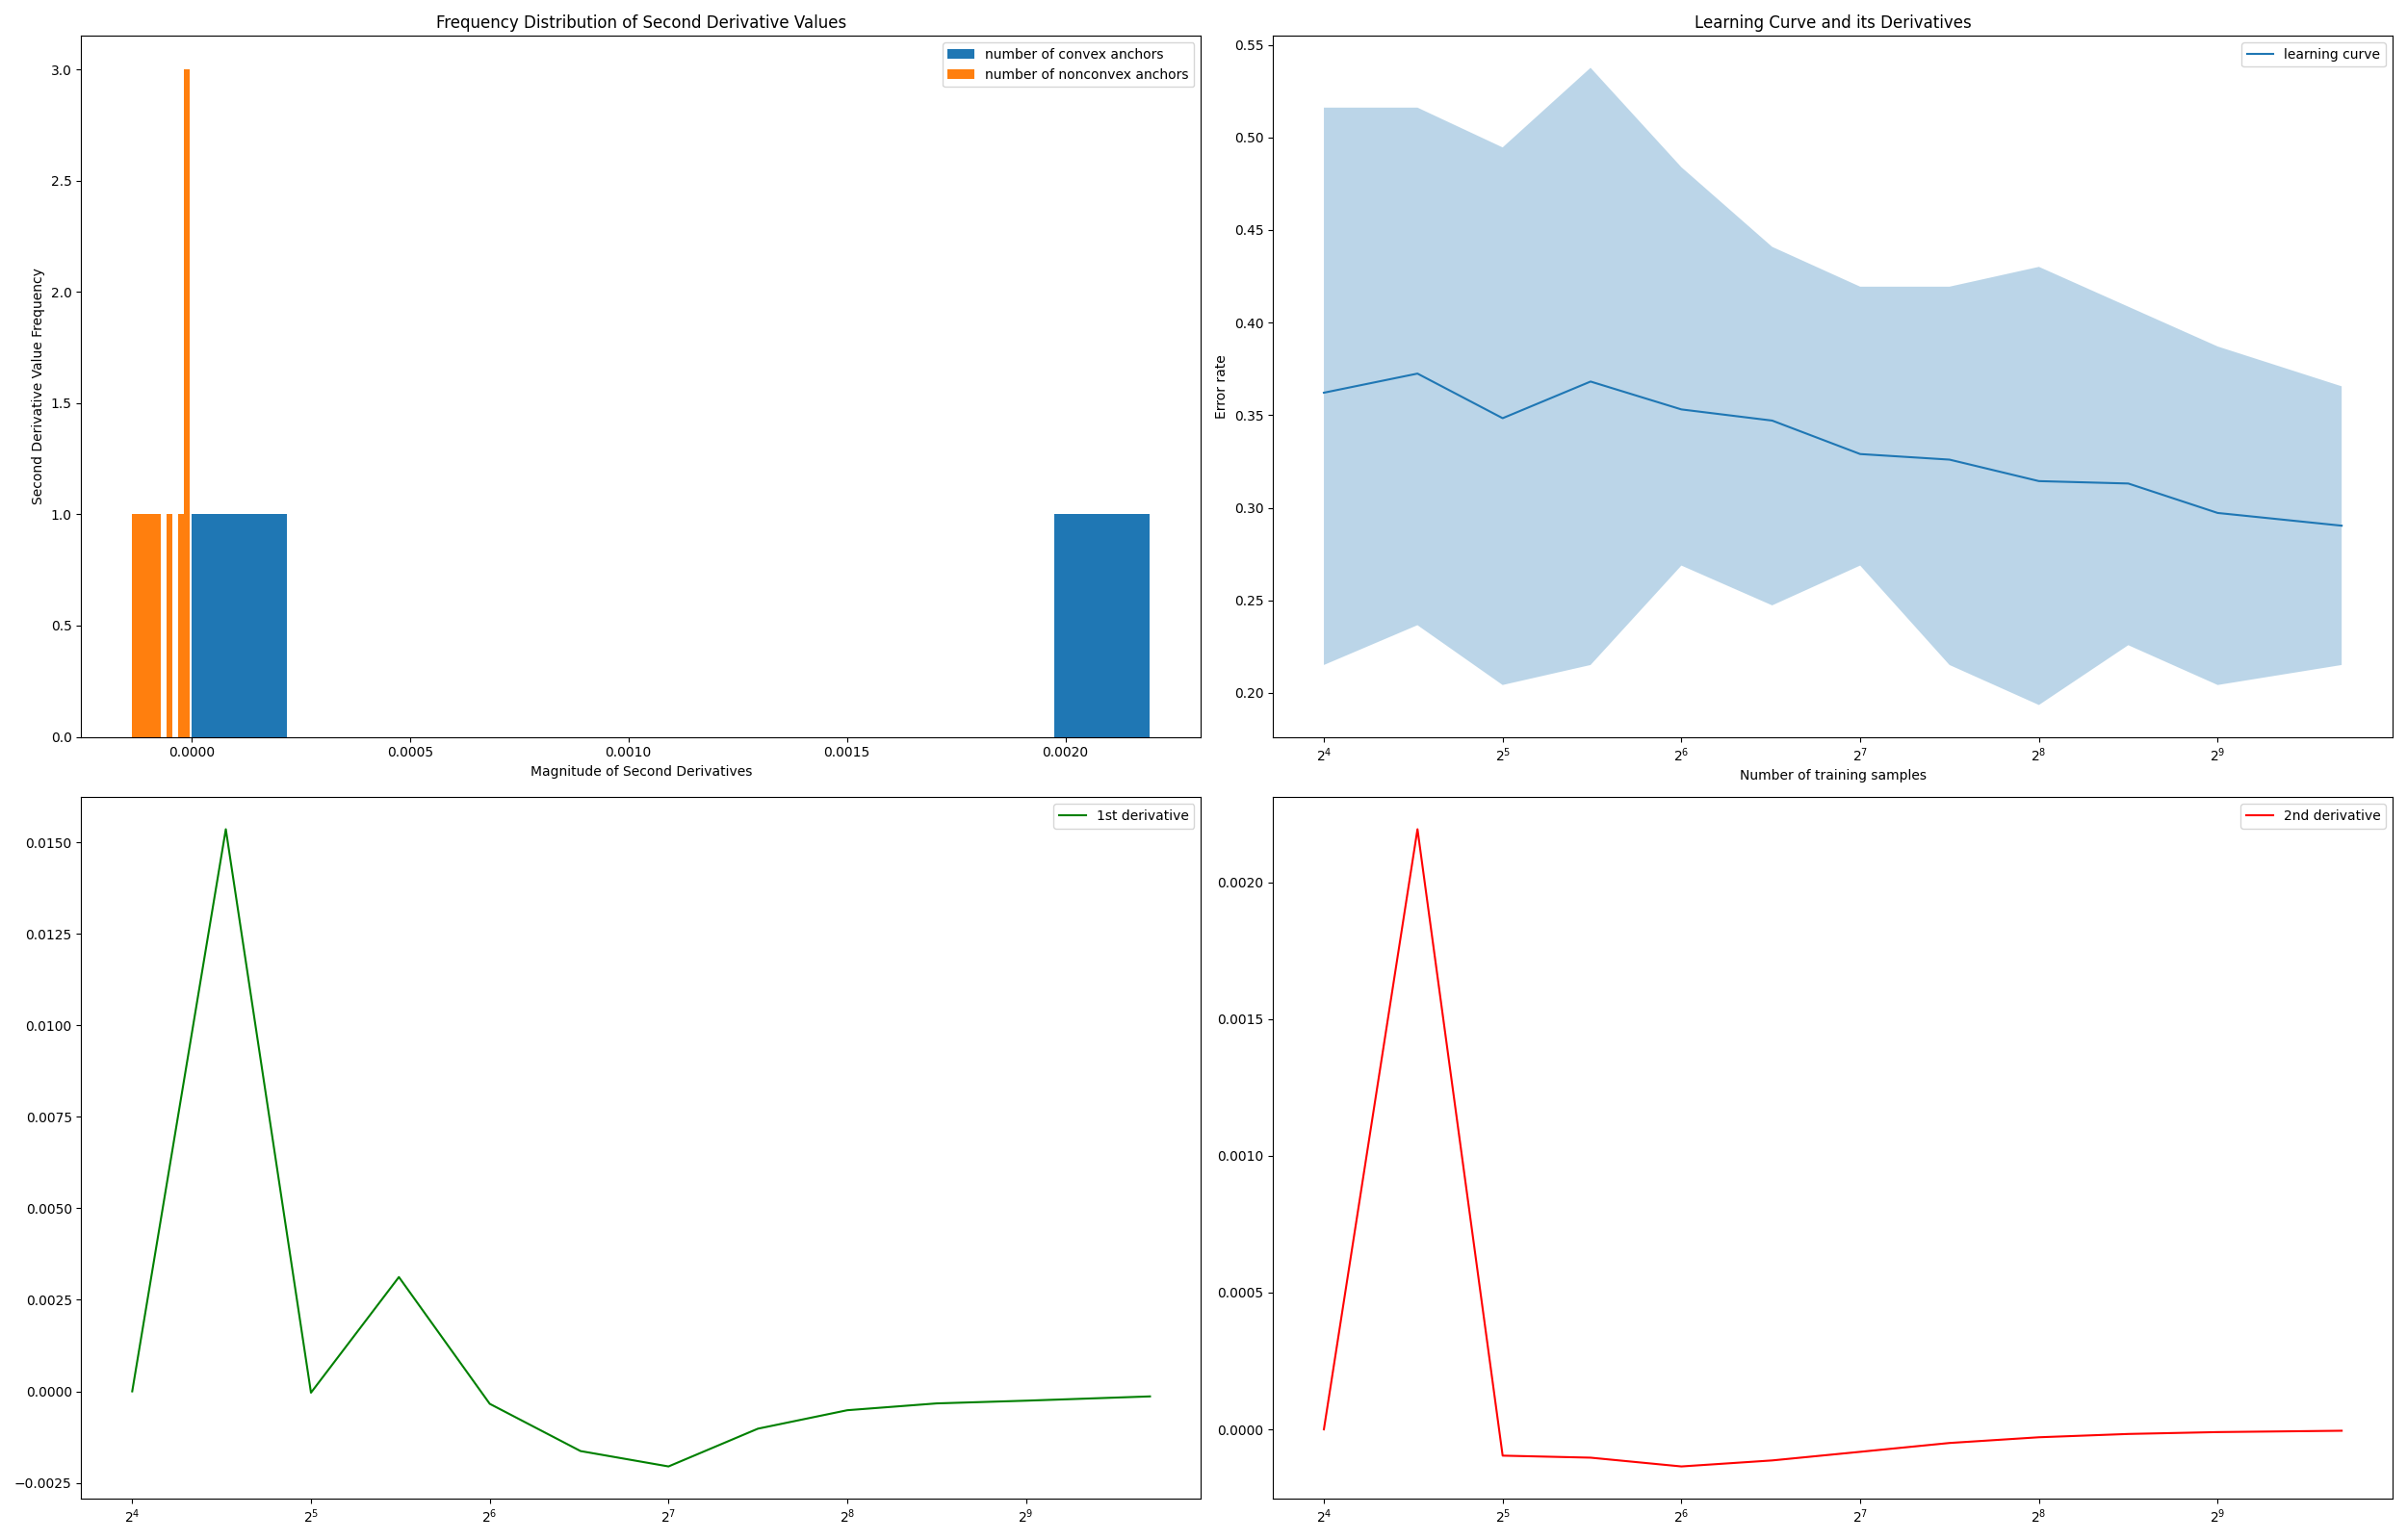 Frequency Distribution of Second Derivative Values
number of convex anchors
number of nonconvex anchors
Second Derivative Value Frequency
3.0
2.5
2.0
1.5
1.0
0.5
0.0
0.0000 0.0005 0.0010 0.0015 0.0020
Magnitude of Second Derivatives
Learning Curve and its Derivatives
learning curve
Error rate
0.55
0.50
0.45
0.40
0.35
0.30
0.25
0.20
2⁴ 2⁵ 2⁶ 2⁷ 2⁸ 2⁹
Number of training samples
1st derivative
0.0150
0.0125
0.0100
0.0075
0.0050
0.0025
0.0000
−0.0025
2⁴ 2⁵ 2⁶ 2⁷ 2⁸ 2⁹
2nd derivative
0.0020
0.0015
0.0010
0.0005
0.0000
2⁴ 2⁵ 2⁶ 2⁷ 2⁸ 2⁹